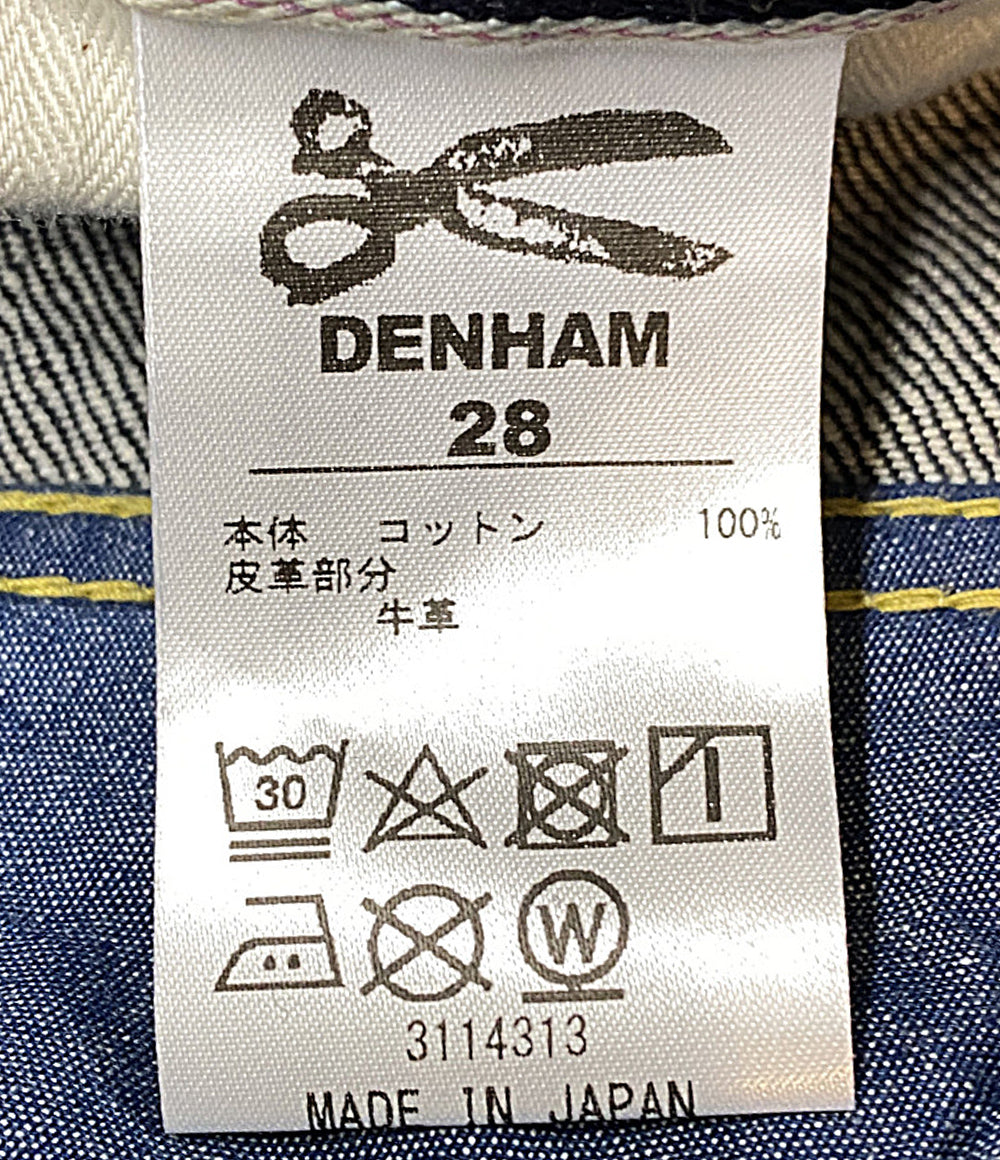 DENHAM
28
本体 コットン 100%
皮革部分
牛革
30
W
3114313
MADE IN JAPAN